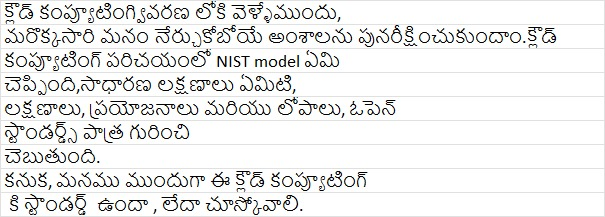 క్లౌడ్ కంప్యూటింగ్వివరణ లోకి వెళ్ళేముందు,
మరొక్కసారి మనం నేర్చుకోబోయే అంశాలను పునరీక్షించుకుందాం.క్లౌడ్
కంప్యూటింగ్ పరిచయంలో NIST model ఏమి
చెప్పింది,సాధారణ లక్షణాలు ఏమిటి,
లక్షణాలు, ప్రయోజనాలు మరియు లోపాలు, ఓపెన్
స్టాండర్డ్స్ పాత్ర గురించి
చెబుతుంది.
కనుక, మనము ముందుగా ఈ క్లౌడ్ కంప్యూటింగ్
కి స్టాండర్డ్ ఉందా , లేదా చూస్కోవాలి.